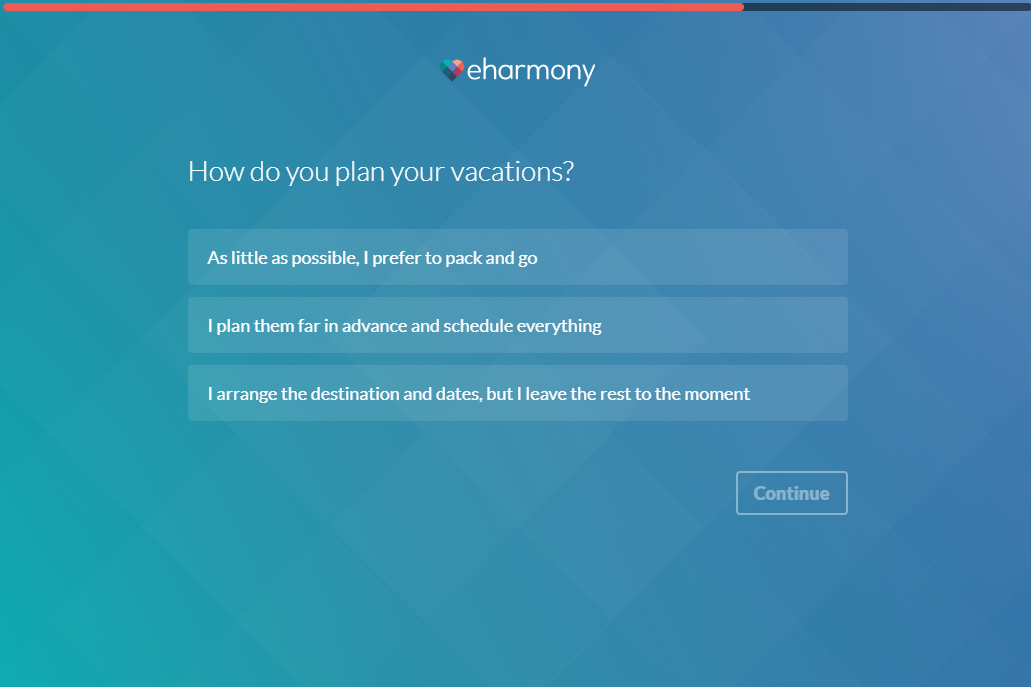 eharmony
How do you plan your vacations?
As little as possible, I prefer to pack and go
I plan them far in advance and schedule everything
I arrange the destination and dates, but I leave the rest to the moment
Continue